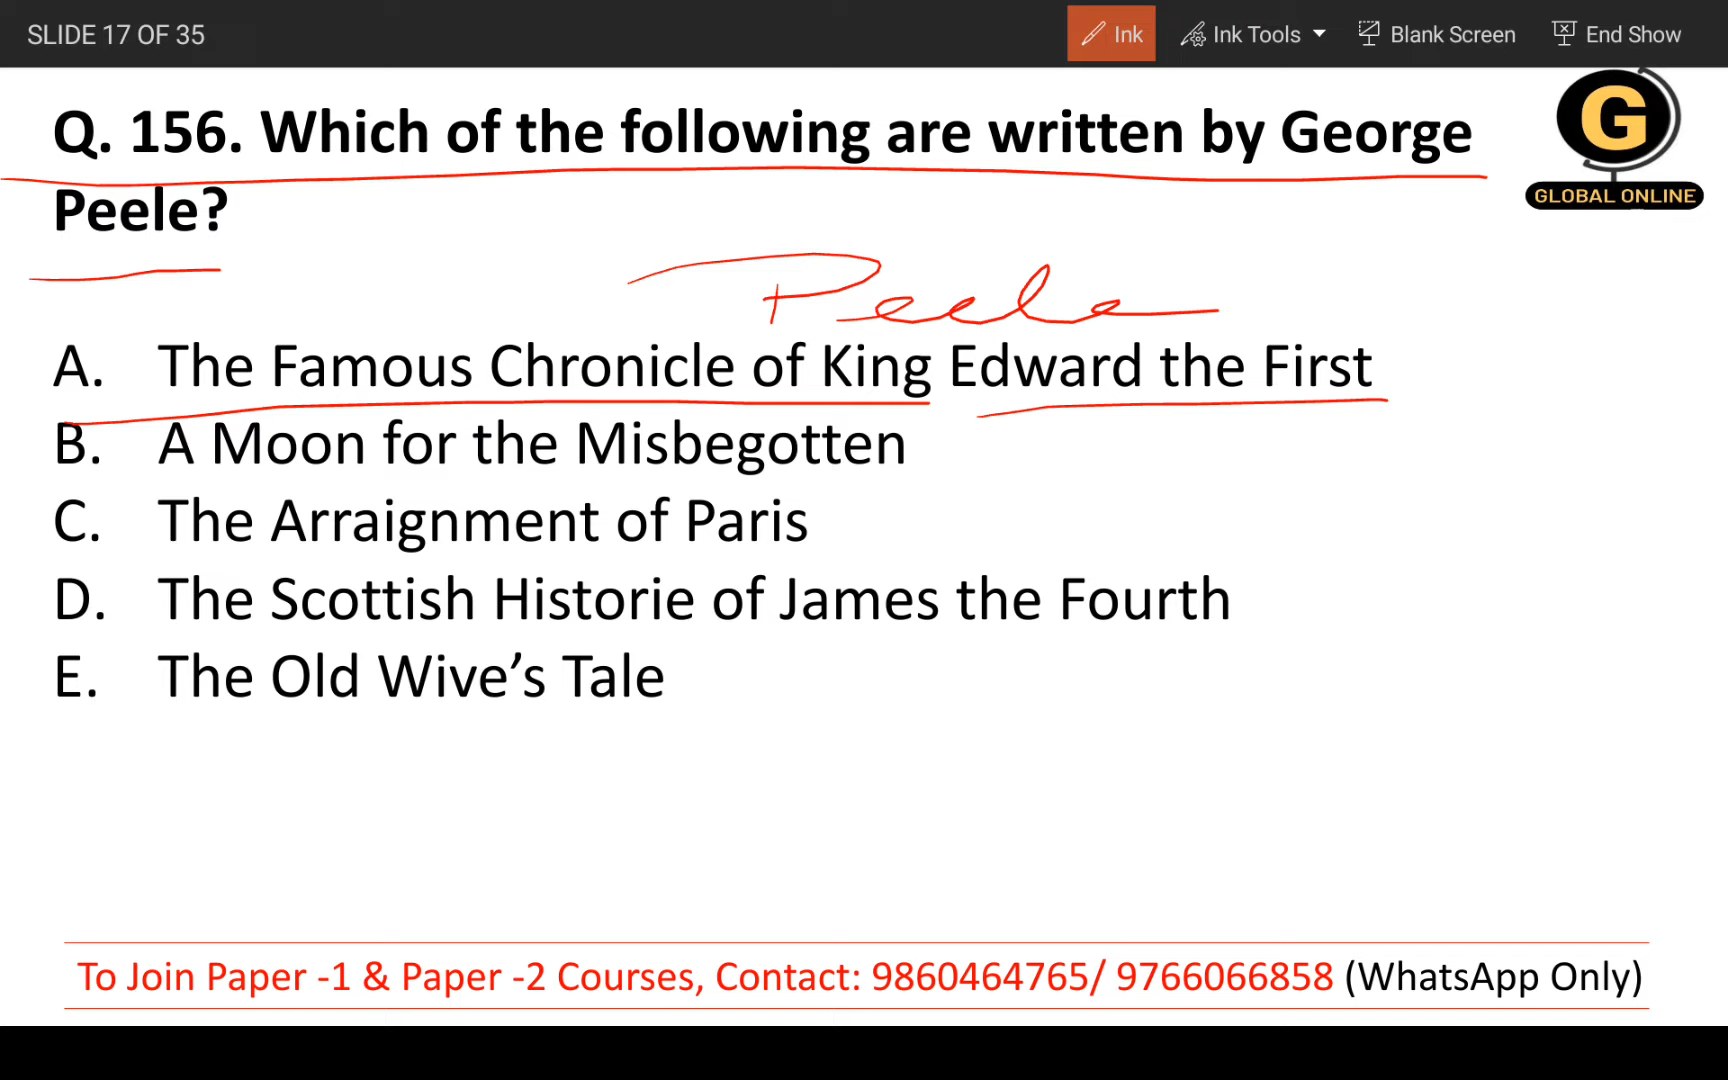 SLIDE 17 OF 35 Ink Ink Tools Blank Screen End Show
G
GLOBAL ONLINE
Q. 156. Which of the following are written by George
Peele?
Peele
A. The Famous Chronicle of King Edward the First
B. A Moon for the Misbegotten
C. The Arraignment of Paris
D. The Scottish Historie of James the Fourth
E. The Old Wive’s Tale
To Join Paper -1 & Paper -2 Courses, Contact: 9860464765/ 9766066858 (WhatsApp Only)